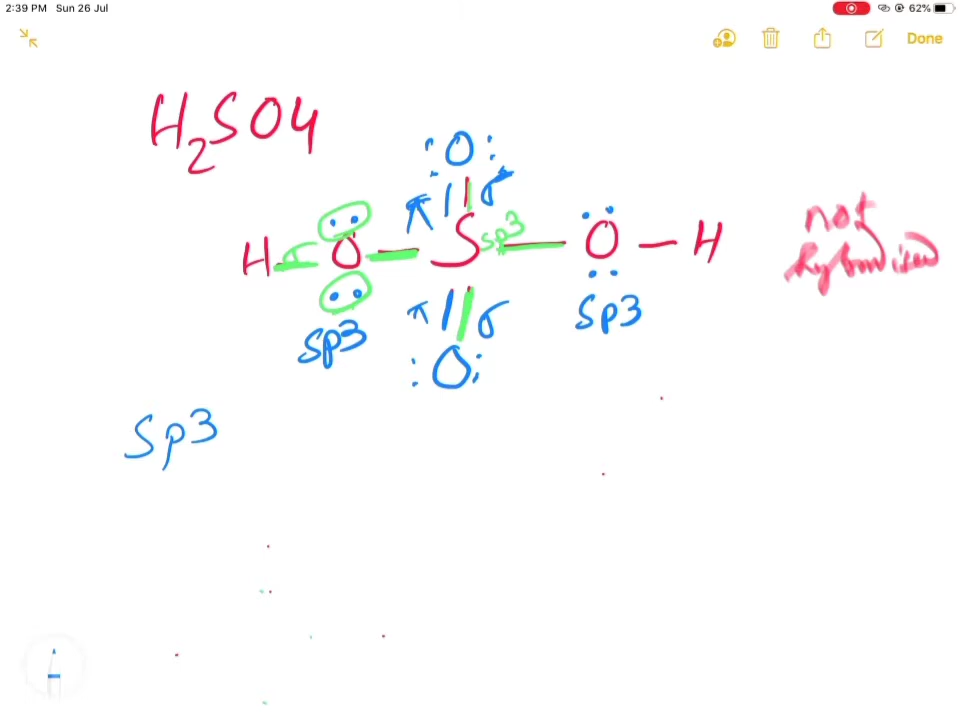 2:39 PM Sun 26 Jul
62%
Done
H2SO4
:O:
π σ
H σ O S sp3 O H
not
hybridised
π σ
sp3
sp3
:O:
sp3